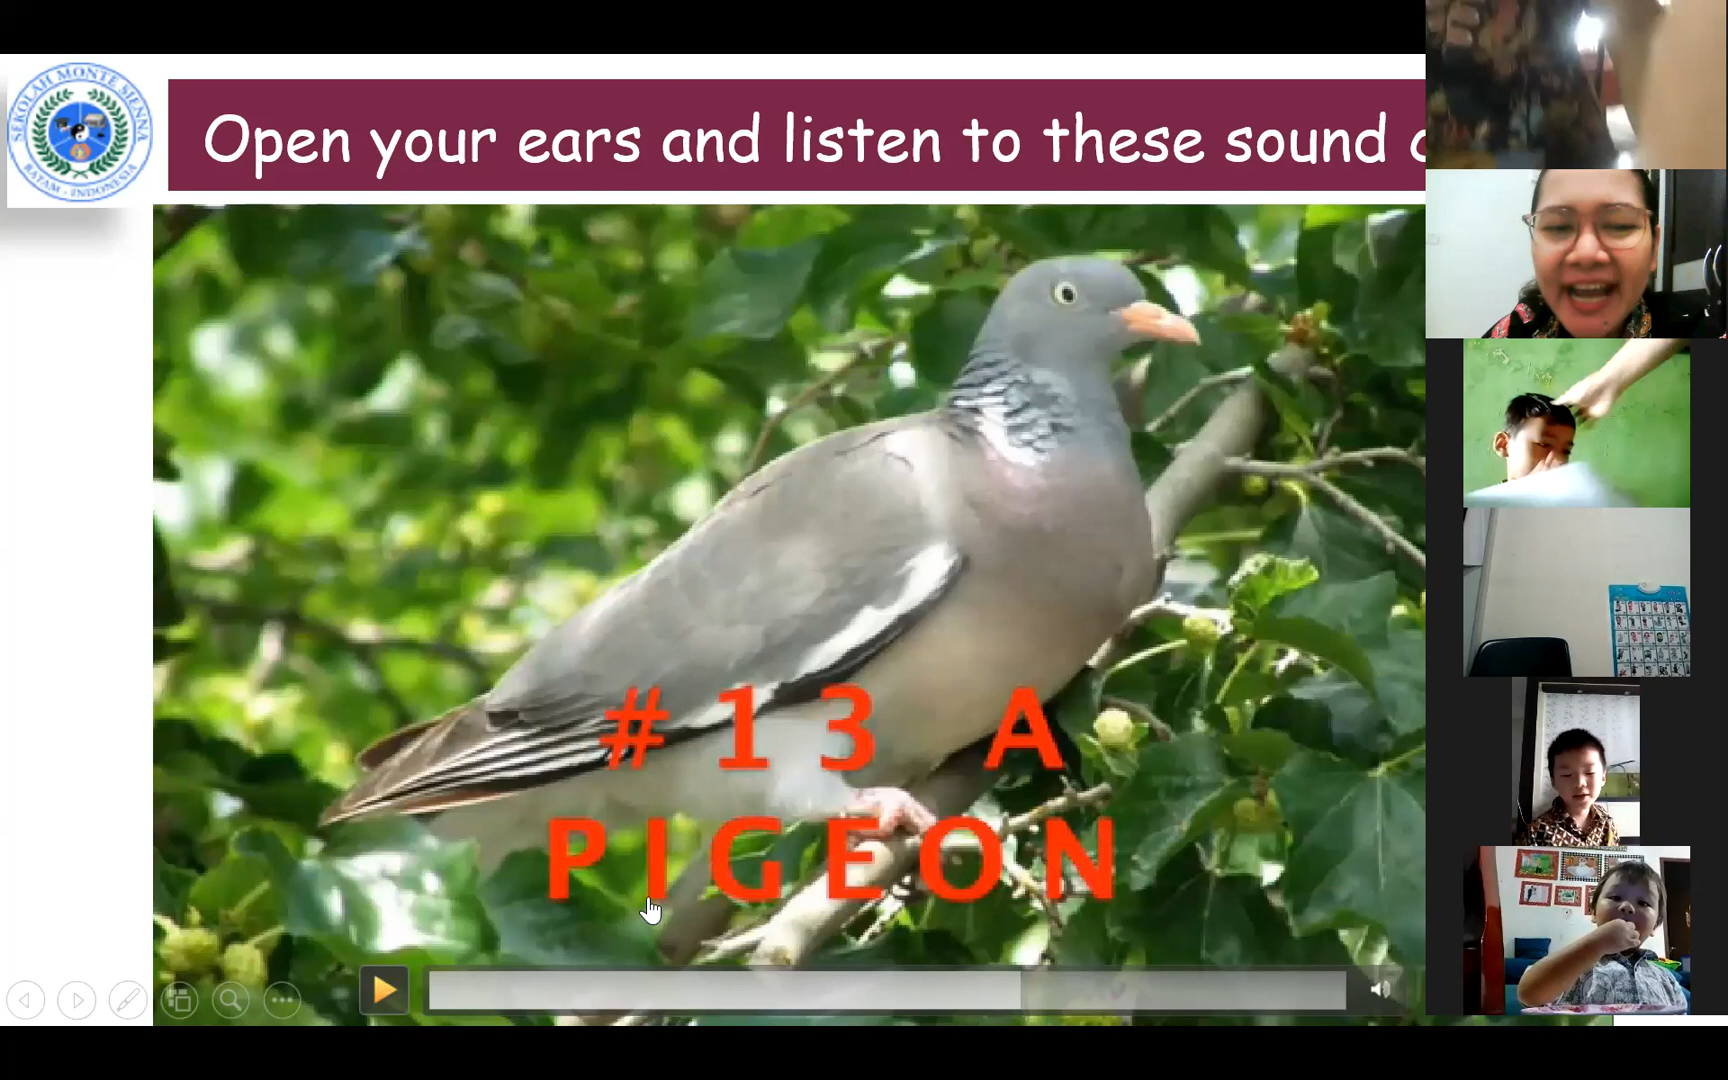 SEKOLAH MONTE SIENNA
BATAM - INDONESIA
Open your ears and listen to these sound
#13 A
PIGEON